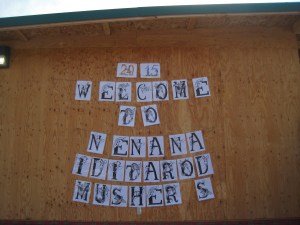 2015
WELCOME
TO
NENANA
IDITAROD
MUSHERS